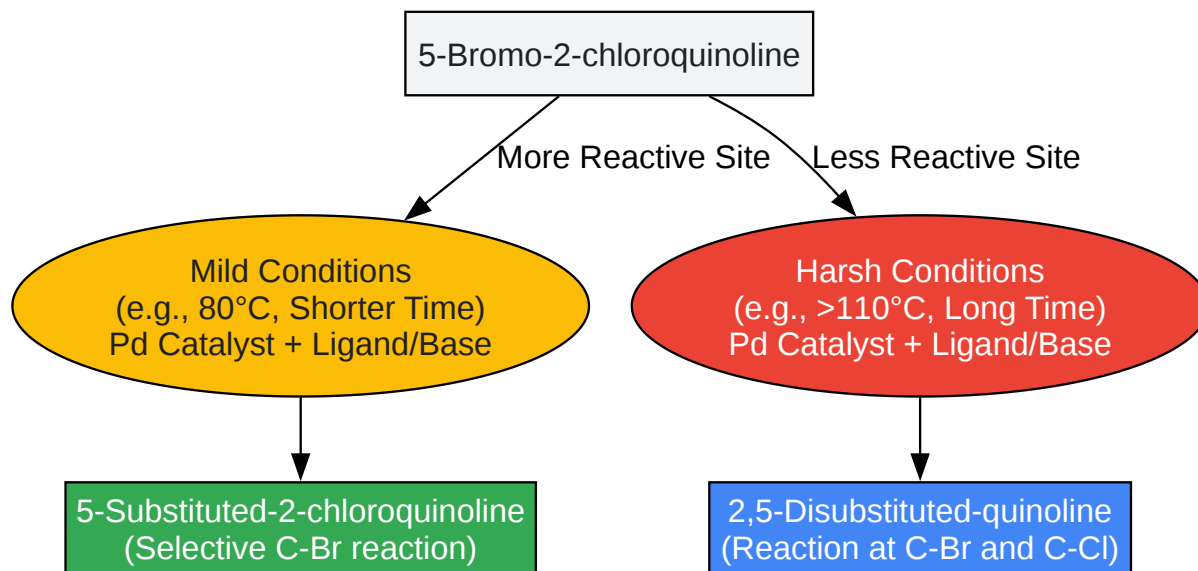 5-Bromo-2-chloroquinoline
More Reactive Site
Less Reactive Site
Mild Conditions
(e.g., 80°C, Shorter Time)
Pd Catalyst + Ligand/Base
Harsh Conditions
(e.g., >110°C, Long Time)
Pd Catalyst + Ligand/Base
5-Substituted-2-chloroquinoline
(Selective C-Br reaction)
2,5-Disubstituted-quinoline
(Reaction at C-Br and C-Cl)